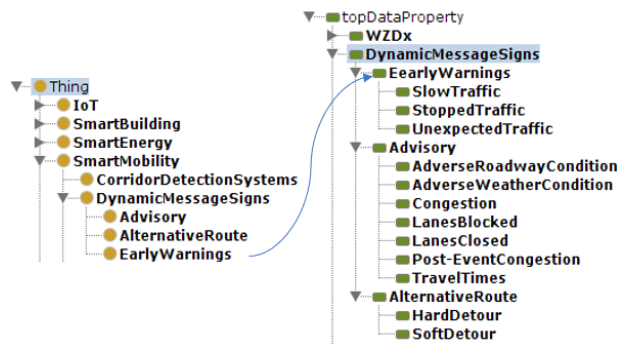 Thing
IoT
SmartBuilding
SmartEnergy
SmartMobility
CorridorDetectionSystems
DynamicMessageSigns
Advisory
AlternativeRoute
EarlyWarnings
topDataProperty
WZDx
DynamicMessageSigns
EearlyWarnings
SlowTraffic
StoppedTraffic
UnexpectedTraffic
Advisory
AdverseRoadwayCondition
AdverseWeatherCondition
Congestion
LanesBlocked
LanesClosed
Post-EventCongestion
TravelTimes
AlternativeRoute
HardDetour
SoftDetour